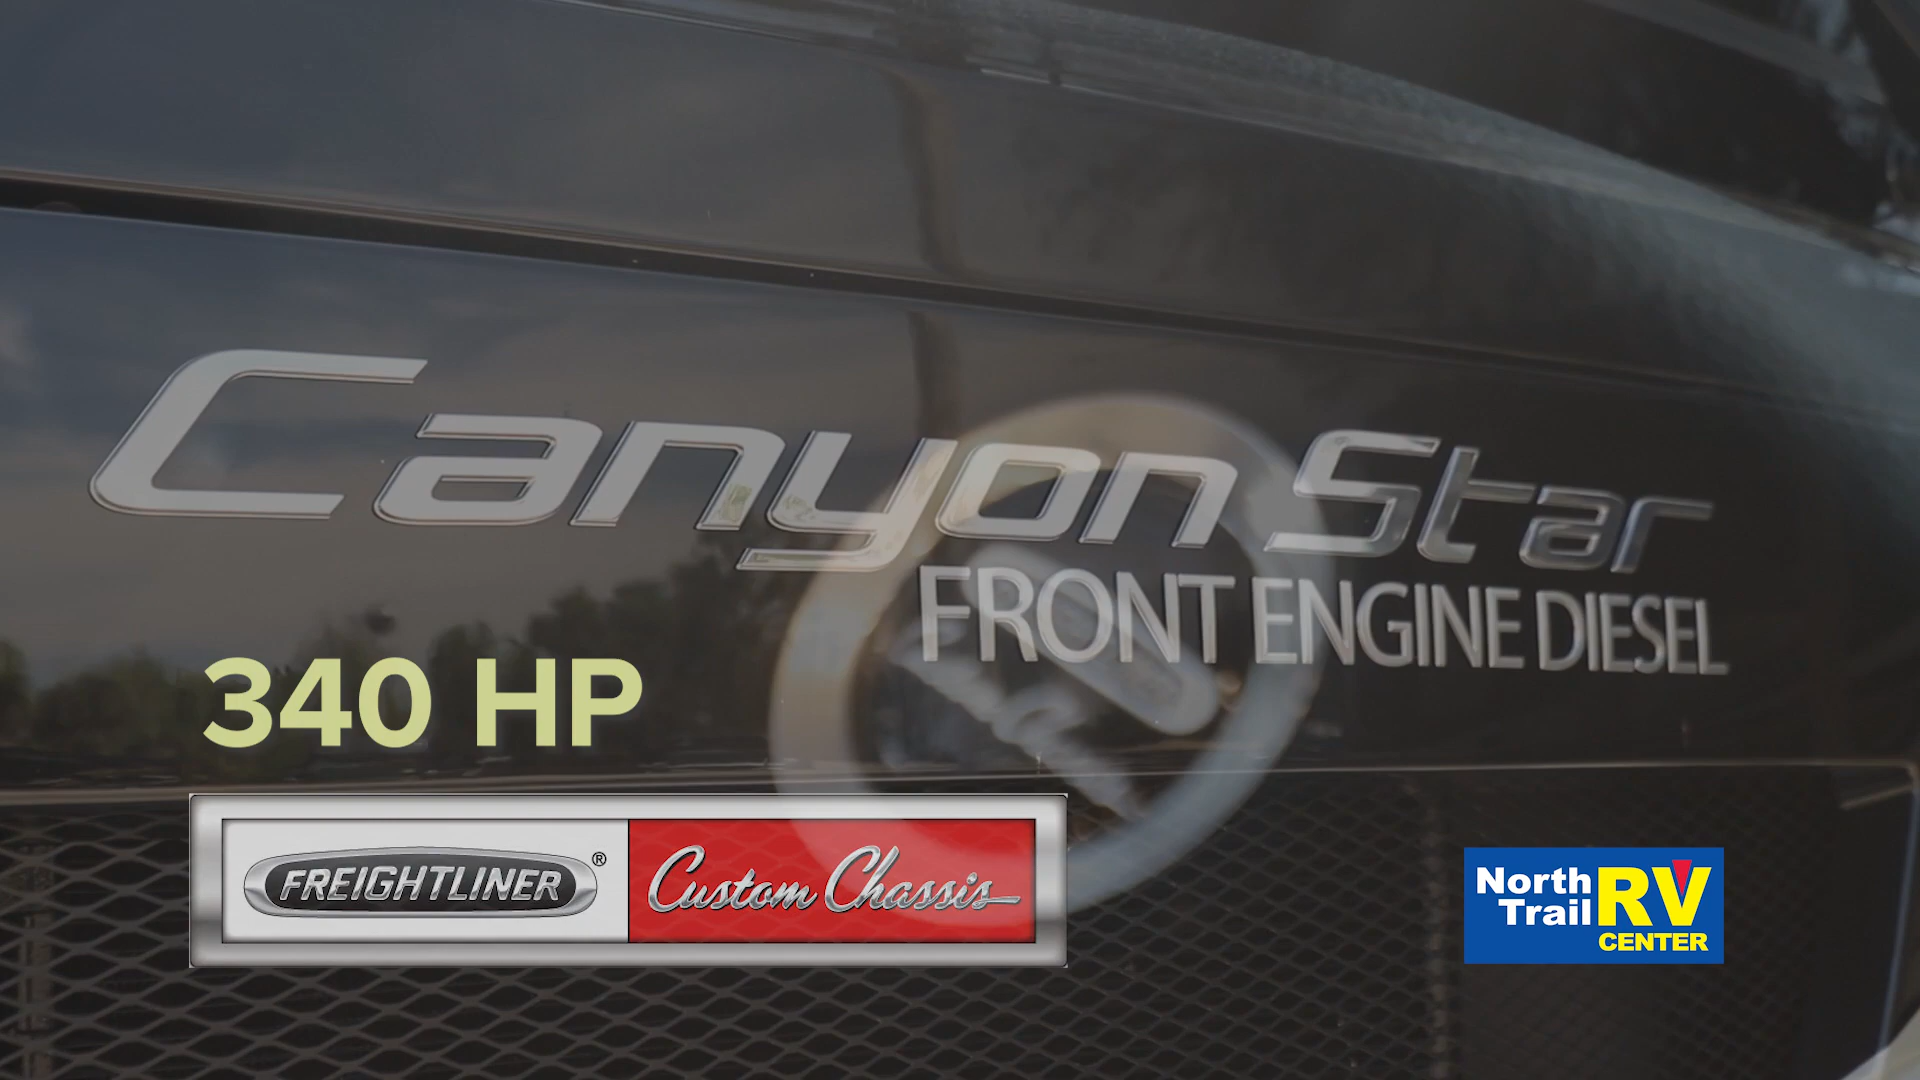 Canyon Star
FRONT ENGINE DIESEL
340 HP
FREIGHTLINER® Custom Chassis
North Trail RV CENTER